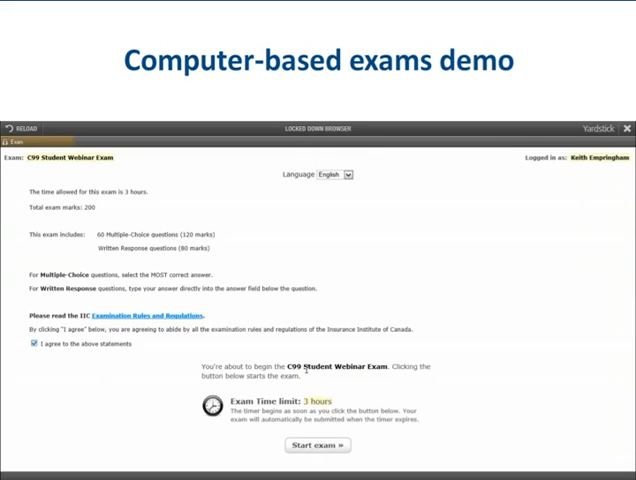 Computer-based exams demo
RELOAD
LOCKED DOWN BROWSER
Yardstick
Exam
Exam: C99 Student Webinar Exam
Logged in as: Keith Empringham
Language English
The time allowed for this exam is 3 hours.
Total exam marks: 200
This exam includes: 60 Multiple-Choice questions (120 marks)
Written Response questions (80 marks)
For Multiple-Choice questions, select the MOST correct answer.
For Written Response questions, type your answer directly into the answer field below the question.
Please read the IIC Examination Rules and Regulations.
By clicking "I agree" below, you are agreeing to abide by all the examination rules and regulations of the Insurance Institute of Canada.
I agree to the above statements
You're about to begin the C99 Student Webinar Exam. Clicking the
button below starts the exam.
Exam Time limit: 3 hours
The timer begins as soon as you click the button below. Your
exam will automatically be submitted when the timer expires.
Start exam »